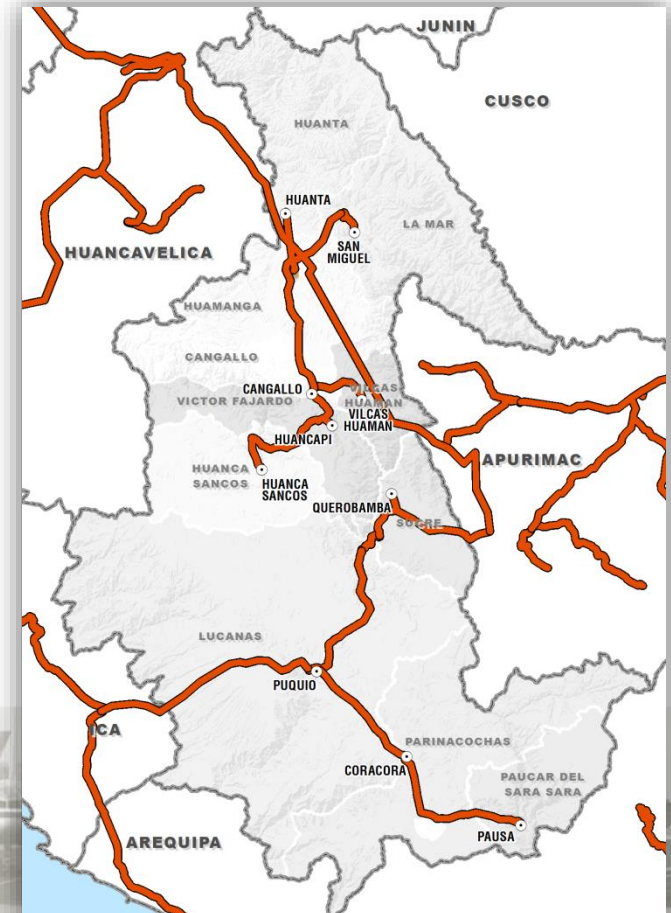 JUNIN
CUSCO
HUANTA
HUANTA
LA MAR
SAN
MIGUEL
HUANCAVELICA
HUAMANGA
CANGALLO
CANGALLO
VICTOR FAJARDO
VILCAS
HUAMAN
VILCAS
HUAMAN
HUANCAPI
APURIMAC
HUANCA
SANCOS
HUANCA
SANCOS
QUEROBAMBA
SUCRE
LUCANAS
PUQUIO
ICA
PARINACOCHAS
CORACORA
PAUCAR DEL
SARA SARA
PAUSA
AREQUIPA